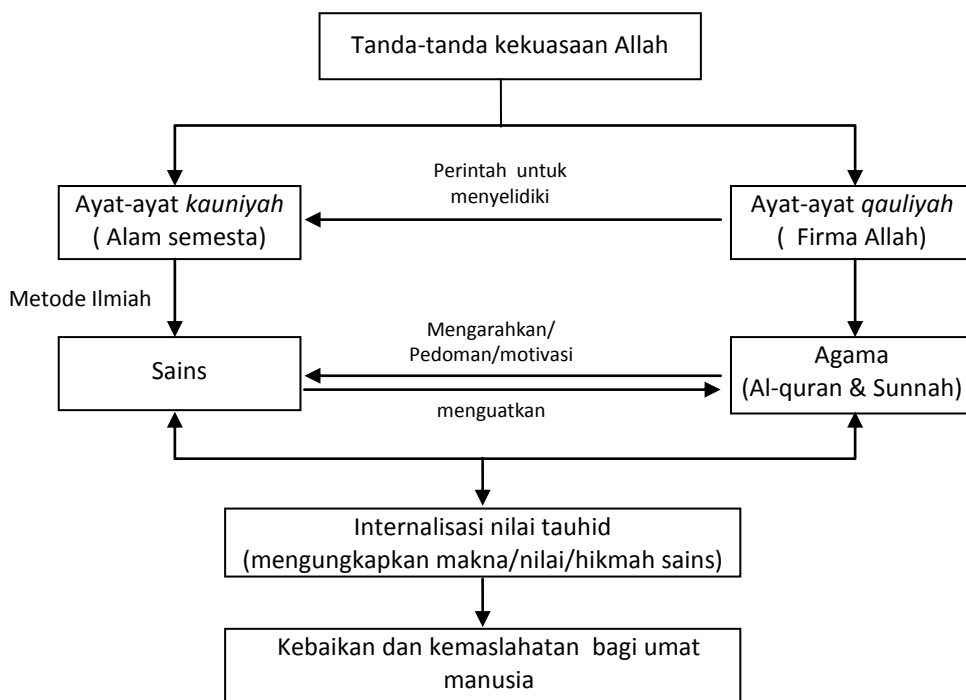 Tanda-tanda kekuasaan Allah
Perintah untuk
menyelidiki
Ayat-ayat kauniyah
( Alam semesta)
Ayat-ayat qauliyah
( Firma Allah)
Metode Ilmiah
Sains
Mengarahkan/
Pedoman/motivasi
menguatkan
Agama
(Al-quran & Sunnah)
Internalisasi nilai tauhid
(mengungkapkan makna/nilai/hikmah sains)
Kebaikan dan kemaslahatan bagi umat
manusia